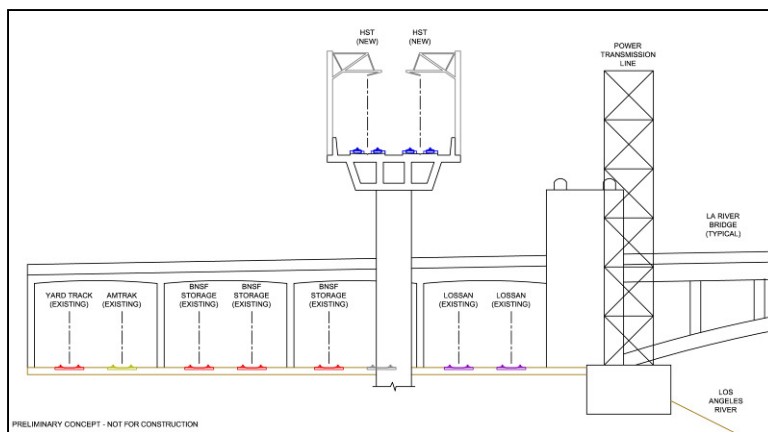 HST
(NEW)
HST
(NEW)
POWER
TRANSMISSION
LINE
LA RIVER
BRIDGE
(TYPICAL)
YARD TRACK
(EXISTING)
AMTRAK
(EXISTING)
BNSF
STORAGE
(EXISTING)
BNSF
STORAGE
(EXISTING)
BNSF
STORAGE
(EXISTING)
LOSSAN
(EXISTING)
LOSSAN
(EXISTING)
LOS
ANGELES
RIVER
PRELIMINARY CONCEPT - NOT FOR CONSTRUCTION